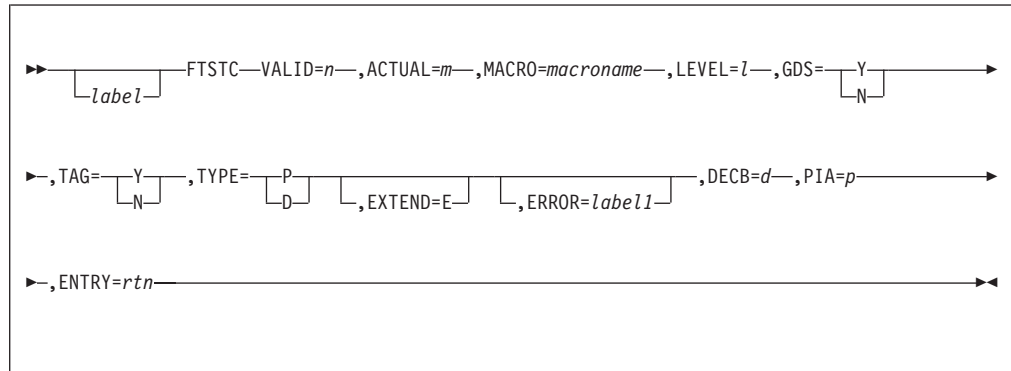 FTSTC VALID=n ,ACTUAL=m ,MACRO=macroname ,LEVEL=l ,GDS= Y
label N
,TAG= Y ,TYPE= P ,DECB=d ,PIA=p
N D ,EXTEND=E ,ERROR=label1
,ENTRY=rtn